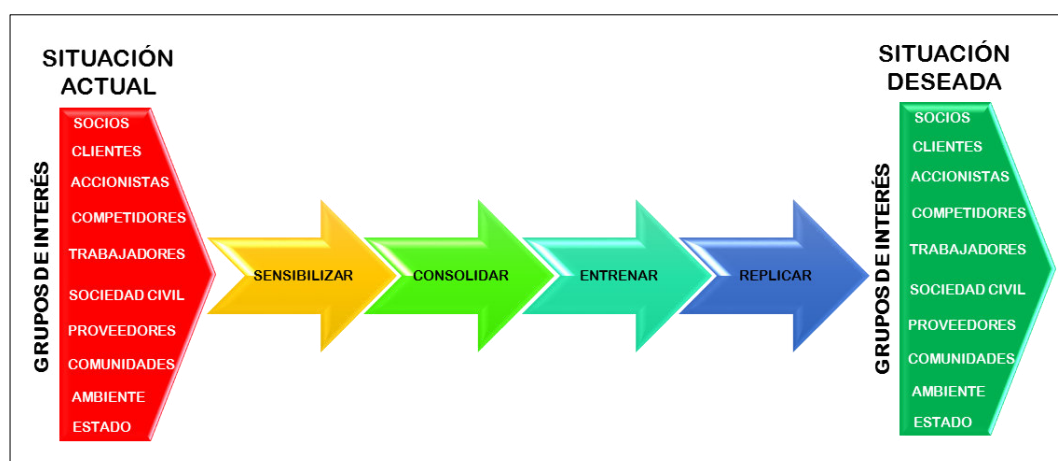 SITUACIÓN
ACTUAL
GRUPOS DE INTERÉS
SOCIOS
CLIENTES
ACCIONISTAS
COMPETIDORES
TRABAJADORES
SOCIEDAD CIVIL
PROVEEDORES
COMUNIDADES
AMBIENTE
ESTADO
SENSIBILIZAR
CONSOLIDAR
ENTRENAR
REPLICAR
SITUACIÓN
DESEADA
GRUPOS DE INTERÉS
SOCIOS
CLIENTES
ACCIONISTAS
COMPETIDORES
TRABAJADORES
SOCIEDAD CIVIL
PROVEEDORES
COMUNIDADES
AMBIENTE
ESTADO